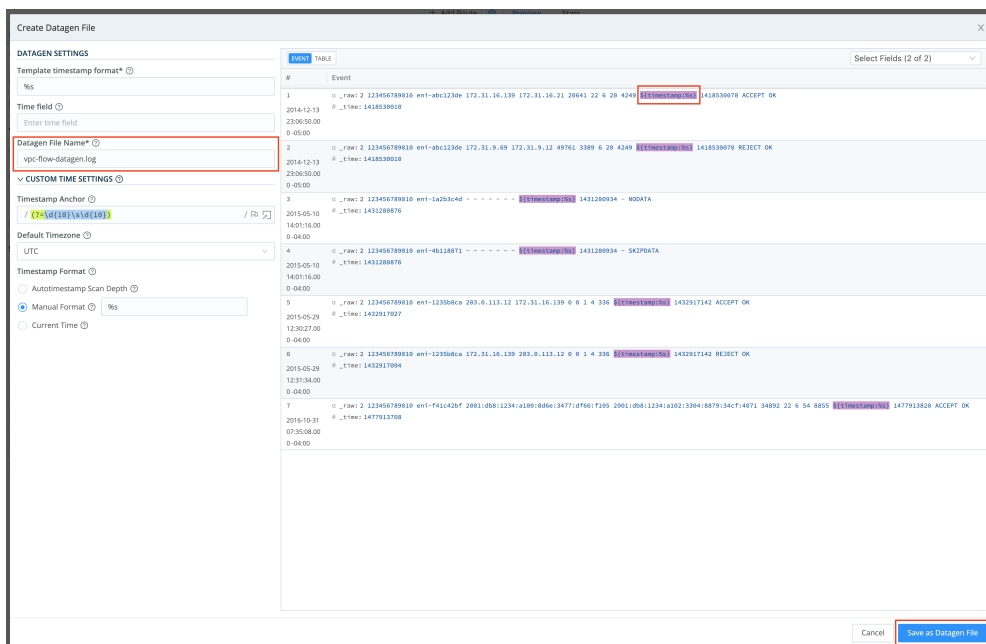 + Add Route Preview Stats
Create Datagen File
X
DATAGEN SETTINGS
Template timestamp format*
%s
Time field
Enter time field
Datagen File Name*
vpc-flow-datagen.log
CUSTOM TIME SETTINGS
Timestamp Anchor
/ (?=\d{10}\s\d{10}) /
Default Timezone
UTC
Timestamp Format
Autotimestamp Scan Depth
Manual Format %s
Current Time
EVENT TABLE
Select Fields (2 of 2)
# Event
1 α _raw: 2 123456789010 eni-abc123de 172.31.16.139 172.31.16.21 20641 22 6 20 4249 ${timestamp:%s} 1418530070 ACCEPT OK
2014-12-13 # _time: 1418530010
23:06:50.00
0 -05:00
2 α _raw: 2 123456789010 eni-abc123de 172.31.9.69 172.31.9.12 49761 3389 6 20 4249 ${timestamp:%s} 1418530070 REJECT OK
2014-12-13 # _time: 1418530010
23:06:50.00
0 -05:00
3 α _raw: 2 123456789010 eni-1a2b3c4d - - - - - - - ${timestamp:%s} 1431280934 - NODATA
2015-05-10 # _time: 1431280876
14:01:16.00
0 -04:00
4 α _raw: 2 123456789010 eni-4b118871 - - - - - - - ${timestamp:%s} 1431280934 - SKIPDATA
2015-05-10 # _time: 1431280876
14:01:16.00
0 -04:00
5 α _raw: 2 123456789010 eni-1235b8ca 203.0.113.12 172.31.16.139 0 0 1 4 336 ${timestamp:%s} 1432917142 ACCEPT OK
2015-05-29 # _time: 1432917027
12:30:27.00
0 -04:00
6 α _raw: 2 123456789010 eni-1235b8ca 172.31.16.139 203.0.113.12 0 0 1 4 336 ${timestamp:%s} 1432917142 REJECT OK
2015-05-29 # _time: 1432917094
12:31:34.00
0 -04:00
7 α _raw: 2 123456789010 eni-f41c42bf 2001:db8:1234:a100:8d6e:3477:df66:f105 2001:db8:1234:a102:3304:8879:34cf:4071 34892 22 6 54 8855 ${timestamp:%s} 1477913820 ACCEPT OK
2016-10-31 # _time: 1477913708
07:35:08.00
0 -04:00
Cancel Save as Datagen File